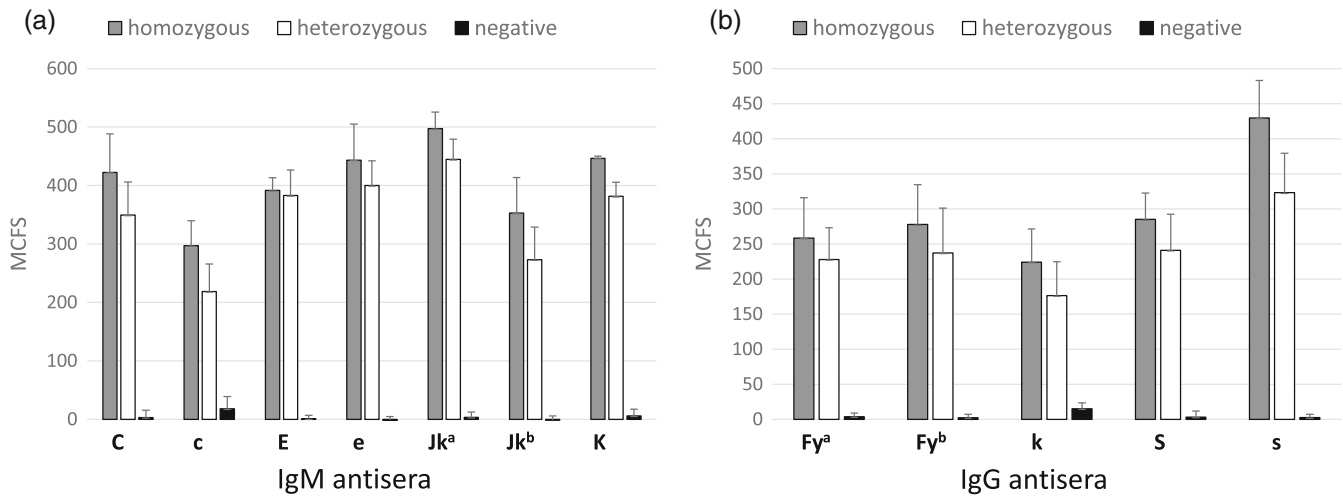 (a)
homozygous heterozygous negative
600
500
400
300
200
100
0
MCFS
C c E e Jkᵃ Jkᵇ K
IgM antisera
(b)
homozygous heterozygous negative
500
450
400
350
300
250
200
150
100
50
0
MCFS
Fyᵃ Fyᵇ k S s
IgG antisera